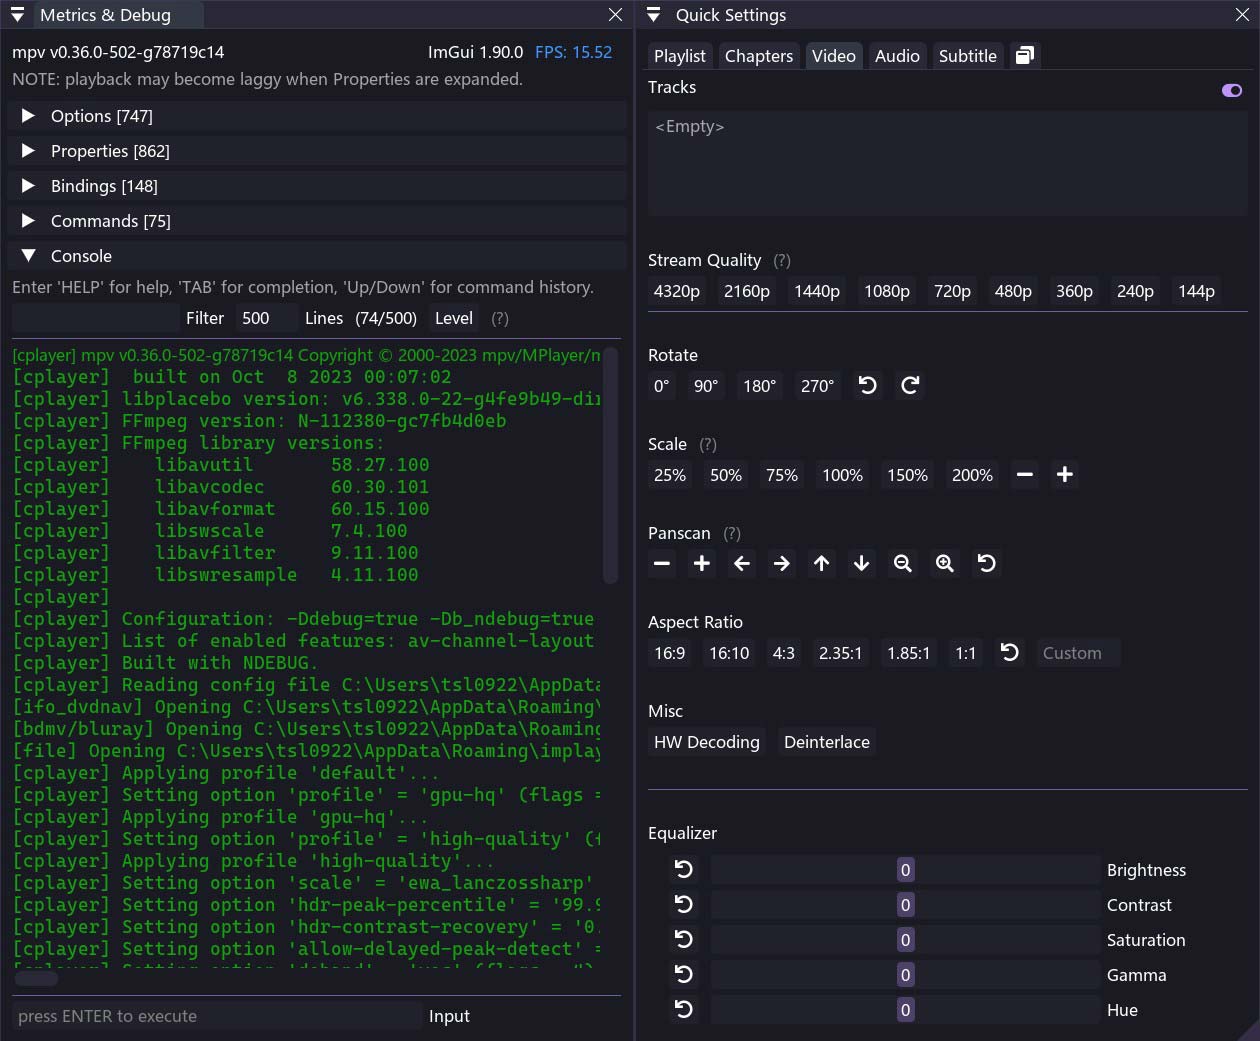 Metrics & Debug
mpv v0.36.0-502-g78719c14 ImGui 1.90.0 FPS: 15.52
NOTE: playback may become laggy when Properties are expanded.
Options [747]
Properties [862]
Bindings [148]
Commands [75]
Console
Enter 'HELP' for help, 'TAB' for completion, 'Up/Down' for command history.
Filter 500 Lines (74/500) Level (?)
[cplayer] mpv v0.36.0-502-g78719c14 Copyright © 2000-2023 mpv/MPlayer/m
[cplayer]  built on Oct  8 2023 00:07:02
[cplayer] libplacebo version: v6.338.0-22-g4fe9b49-dir
[cplayer] FFmpeg version: N-112380-gc7fb4d0eb
[cplayer] FFmpeg library versions:
[cplayer]    libavutil       58.27.100
[cplayer]    libavcodec      60.30.101
[cplayer]    libavformat     60.15.100
[cplayer]    libswscale      7.4.100
[cplayer]    libavfilter     9.11.100
[cplayer]    libswresample   4.11.100
[cplayer]
[cplayer] Configuration: -Ddebug=true -Db_ndebug=true
[cplayer] List of enabled features: av-channel-layout
[cplayer] Built with NDEBUG.
[cplayer] Reading config file C:\Users\tsl0922\AppData
[ifo_dvdnav] Opening C:\Users\tsl0922\AppData\Roaming\
[bdmv/bluray] Opening C:\Users\tsl0922\AppData\Roaming
[file] Opening C:\Users\tsl0922\AppData\Roaming\implay
[cplayer] Applying profile 'default'...
[cplayer] Setting option 'profile' = 'gpu-hq' (flags =
[cplayer] Applying profile 'gpu-hq'...
[cplayer] Setting option 'profile' = 'high-quality' (f
[cplayer] Applying profile 'high-quality'...
[cplayer] Setting option 'scale' = 'ewa_lanczossharp'
[cplayer] Setting option 'hdr-peak-percentile' = '99.9
[cplayer] Setting option 'hdr-contrast-recovery' = '0.
[cplayer] Setting option 'allow-delayed-peak-detect' =
press ENTER to execute Input
Quick Settings
Playlist Chapters Video Audio Subtitle
Tracks
<Empty>
Stream Quality (?)
4320p 2160p 1440p 1080p 720p 480p 360p 240p 144p
Rotate
0° 90° 180° 270°
Scale (?)
25% 50% 75% 100% 150% 200%
Panscan (?)
Aspect Ratio
16:9 16:10 4:3 2.35:1 1.85:1 1:1 Custom
Misc
HW Decoding Deinterlace
Equalizer
0 Brightness
0 Contrast
0 Saturation
0 Gamma
0 Hue